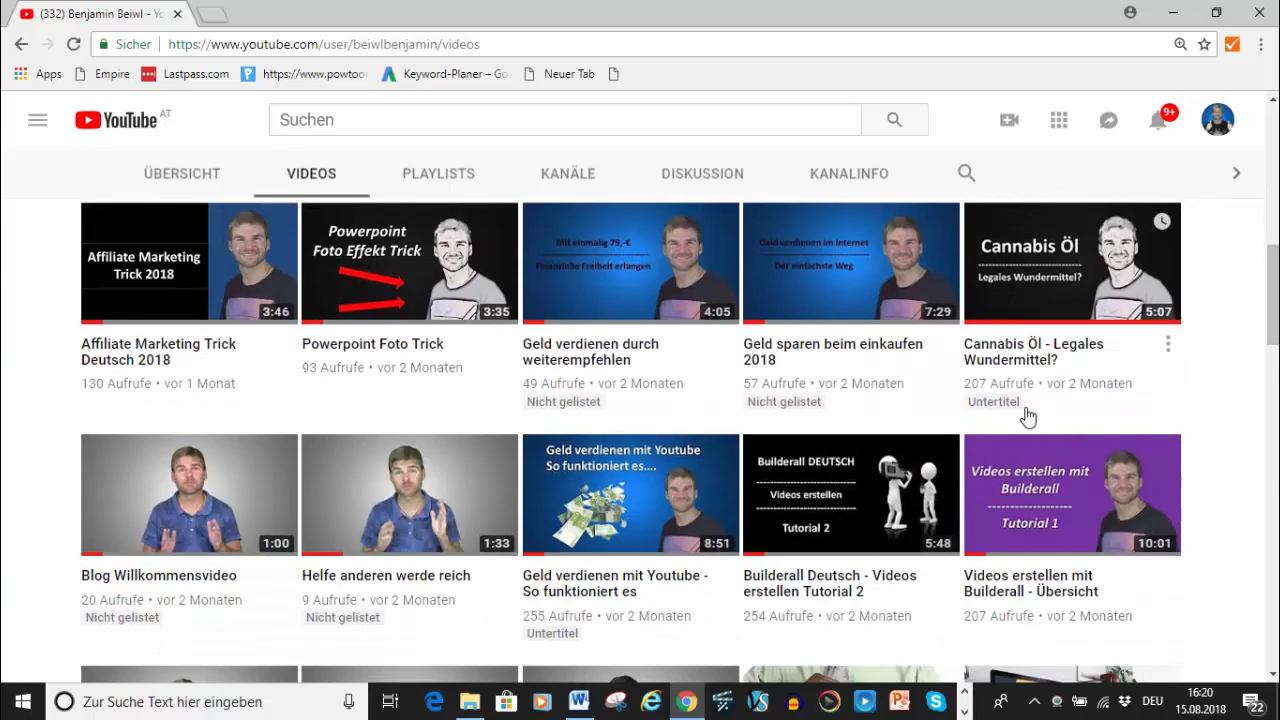 (332) Benjamin Beiwl - Yo
Sicher
https://www.youtube.com/user/beiwlbenjamin/videos
Apps
Empire
Lastpass.com
https://www.powtoor
Keyword-Planer – Go
Neuer Tab
YouTube AT
Suchen
9+
ÜBERSICHT
VIDEOS
PLAYLISTS
KANÄLE
DISKUSSION
KANALINFO
Affiliate Marketing
Trick 2018
3:46
Powerpoint
Foto Effekt Trick
3:35
Mit einmalig 79,-€
Finanzielle Freiheit erlangen
4:05
Geld verdienen im Internet
Der einfachste Weg
7:29
Cannabis Öl
Legales Wundermittel?
5:07
Affiliate Marketing Trick
Deutsch 2018
130 Aufrufe • vor 1 Monat
Powerpoint Foto Trick
93 Aufrufe • vor 2 Monaten
Geld verdienen durch
weiterempfehlen
49 Aufrufe • vor 2 Monaten
Nicht gelistet
Geld sparen beim einkaufen
2018
57 Aufrufe • vor 2 Monaten
Nicht gelistet
Cannabis Öl - Legales
Wundermittel?
207 Aufrufe • vor 2 Monaten
Untertitel
1:00
1:33
Geld verdienen mit Youtube
So funktioniert es....
8:51
Builderall DEUTSCH
Videos erstellen
Tutorial 2
5:48
Videos erstellen mit
Builderall
Tutorial 1
10:01
Blog Willkommensvideo
20 Aufrufe • vor 2 Monaten
Nicht gelistet
Helfe anderen werde reich
9 Aufrufe • vor 2 Monaten
Nicht gelistet
Geld verdienen mit Youtube -
So funktioniert es
255 Aufrufe • vor 2 Monaten
Untertitel
Builderall Deutsch - Videos
erstellen Tutorial 2
254 Aufrufe • vor 2 Monaten
Videos erstellen mit
Builderall - Übersicht
207 Aufrufe • vor 2 Monaten
Zur Suche Text hier eingeben
DEU
16:20
15.08.2018
22